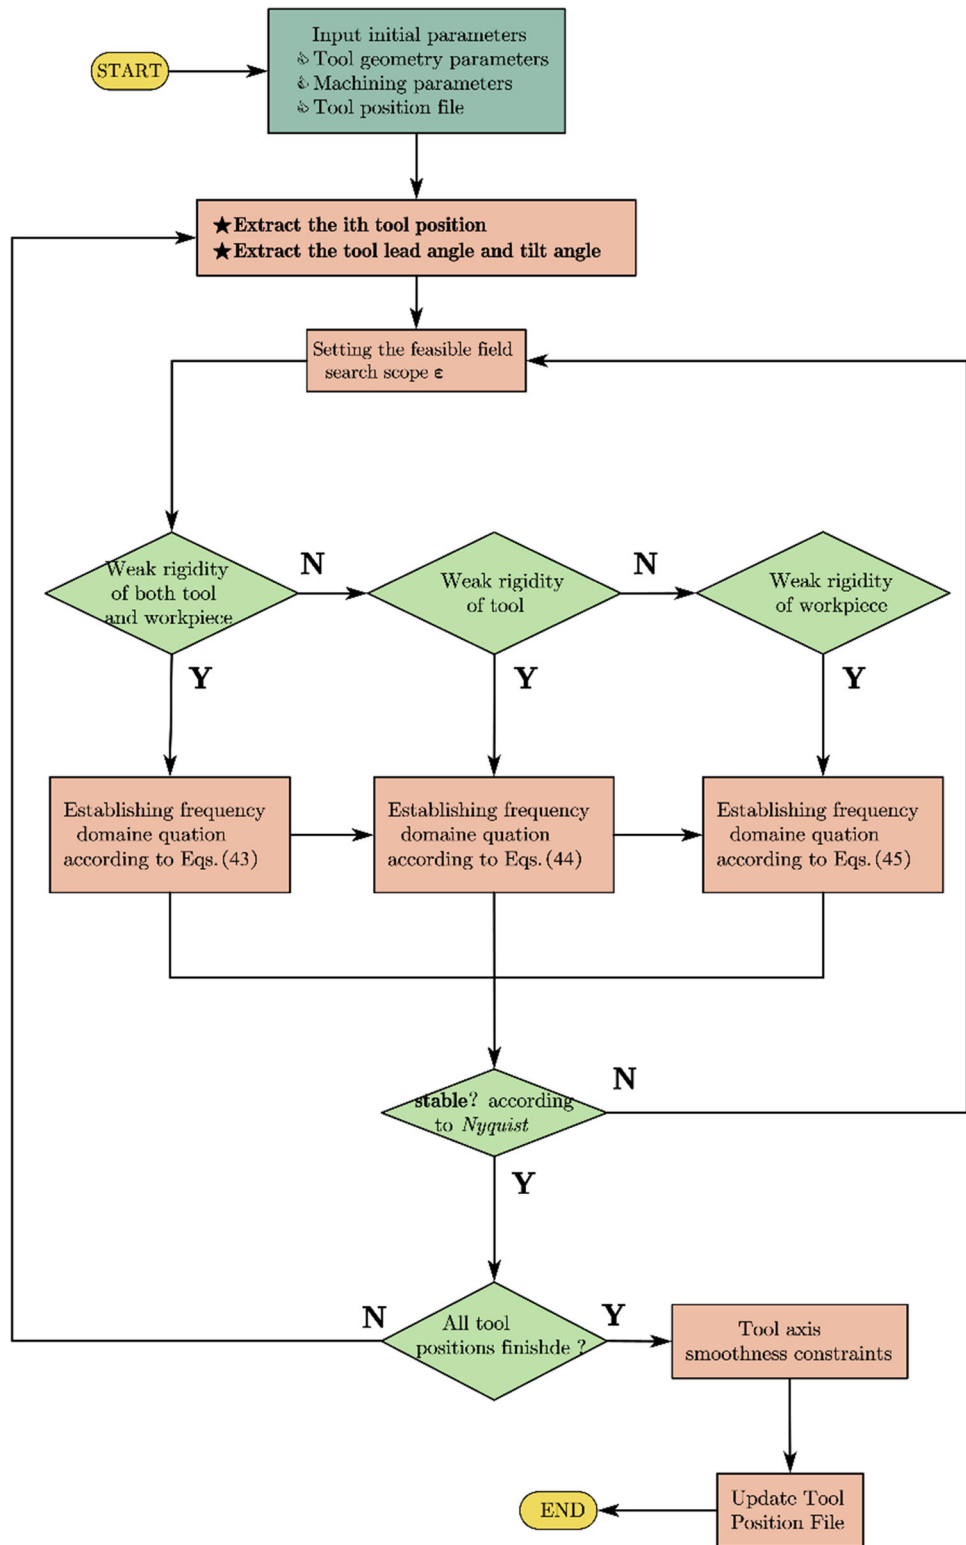 START
Input initial parameters
Tool geometry parameters
Machining parameters
Tool position file
★Extract the ith tool position
★Extract the tool lead angle and tilt angle
Setting the feasible field
search scope ε
Weak rigidity
of both tool
and workpiece
N
Weak rigidity
of tool
N
Weak rigidity
of workpiece
Y
Y
Y
Establishing frequency
domaine quation
according to Eqs.(43)
Establishing frequency
domaine quation
according to Eqs.(44)
Establishing frequency
domaine quation
according to Eqs.(45)
stable? according
to Nyquist
N
Y
All tool
positions finishde ?
N
Y
Tool axis
smoothness constraints
Update Tool
Position File
END